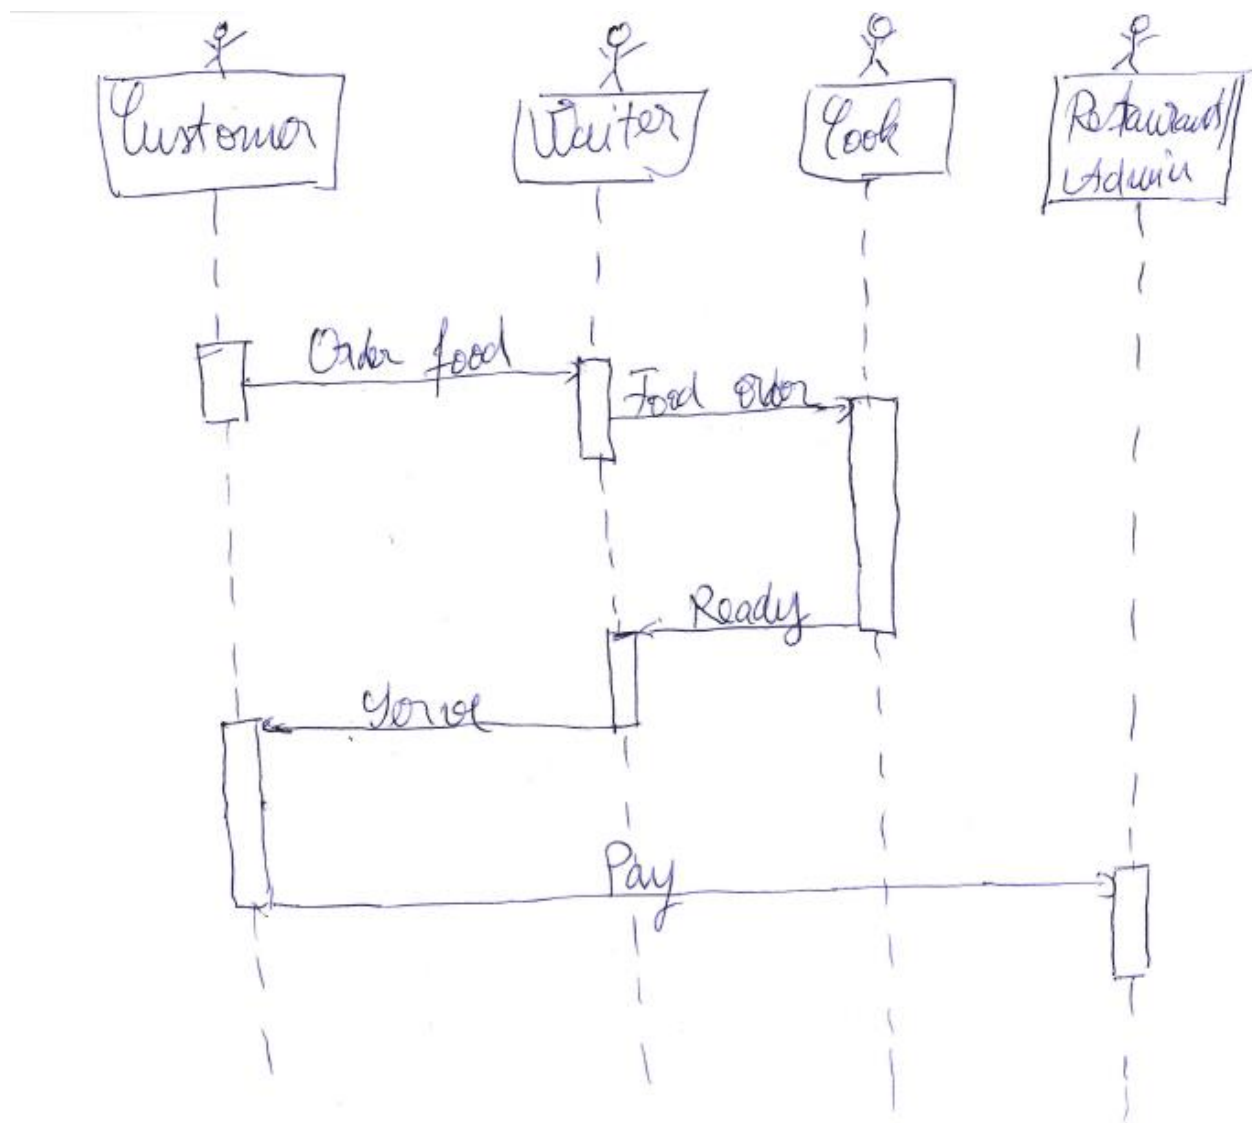 Customer
Waiter
Cook
Restaurant/
Admin
Order food
Food order
Ready
Serve
Pay